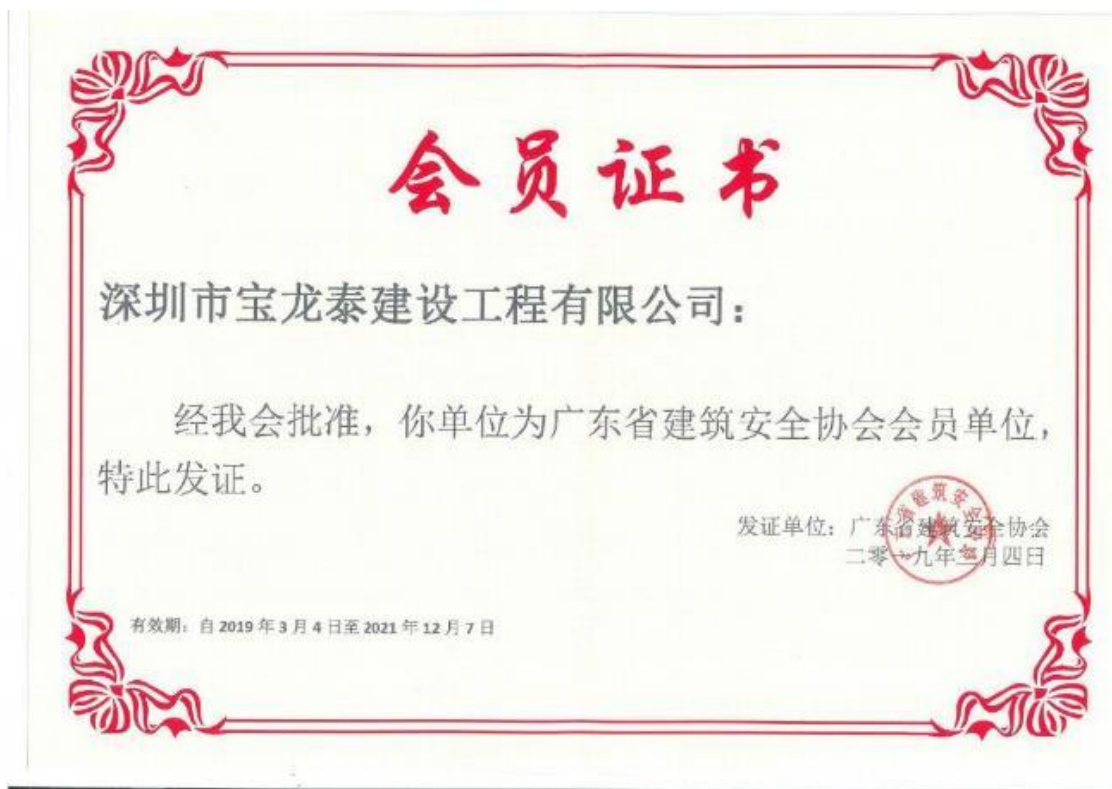 会员证书
深圳市宝龙泰建设工程有限公司：
经我会批准，你单位为广东省建筑安全协会会员单位，
特此发证。
发证单位：广东省建筑安全协会
二零一九年三月四日
有效期：自2019年3月4日至2021年12月7日